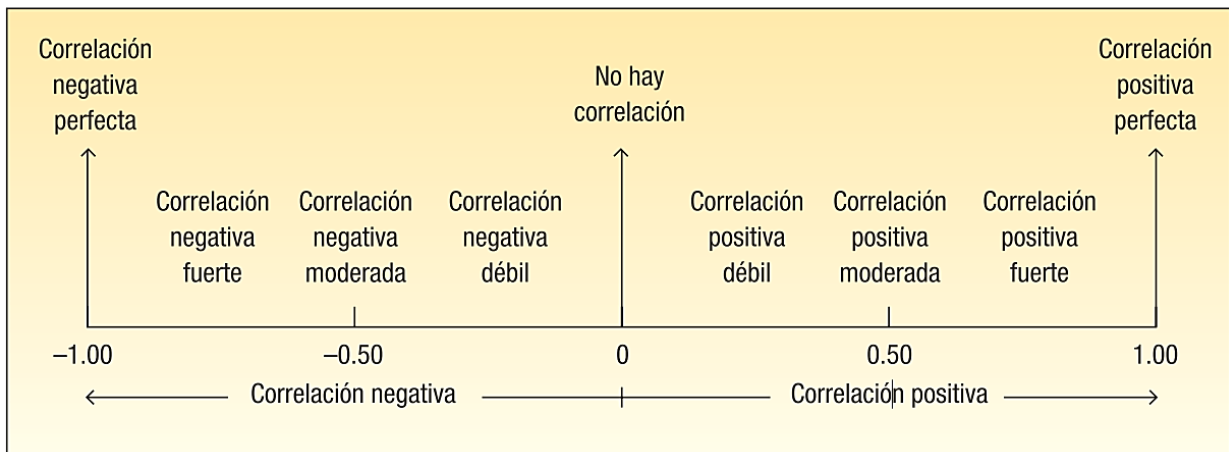 Correlación
negativa
perfecta
No hay
correlación
Correlación
positiva
perfecta
Correlación
negativa
fuerte
Correlación
negativa
moderada
Correlación
negativa
débil
Correlación
positiva
débil
Correlación
positiva
moderada
Correlación
positiva
fuerte
–1.00
–0.50
0
0.50
1.00
Correlación negativa
Correlación positiva